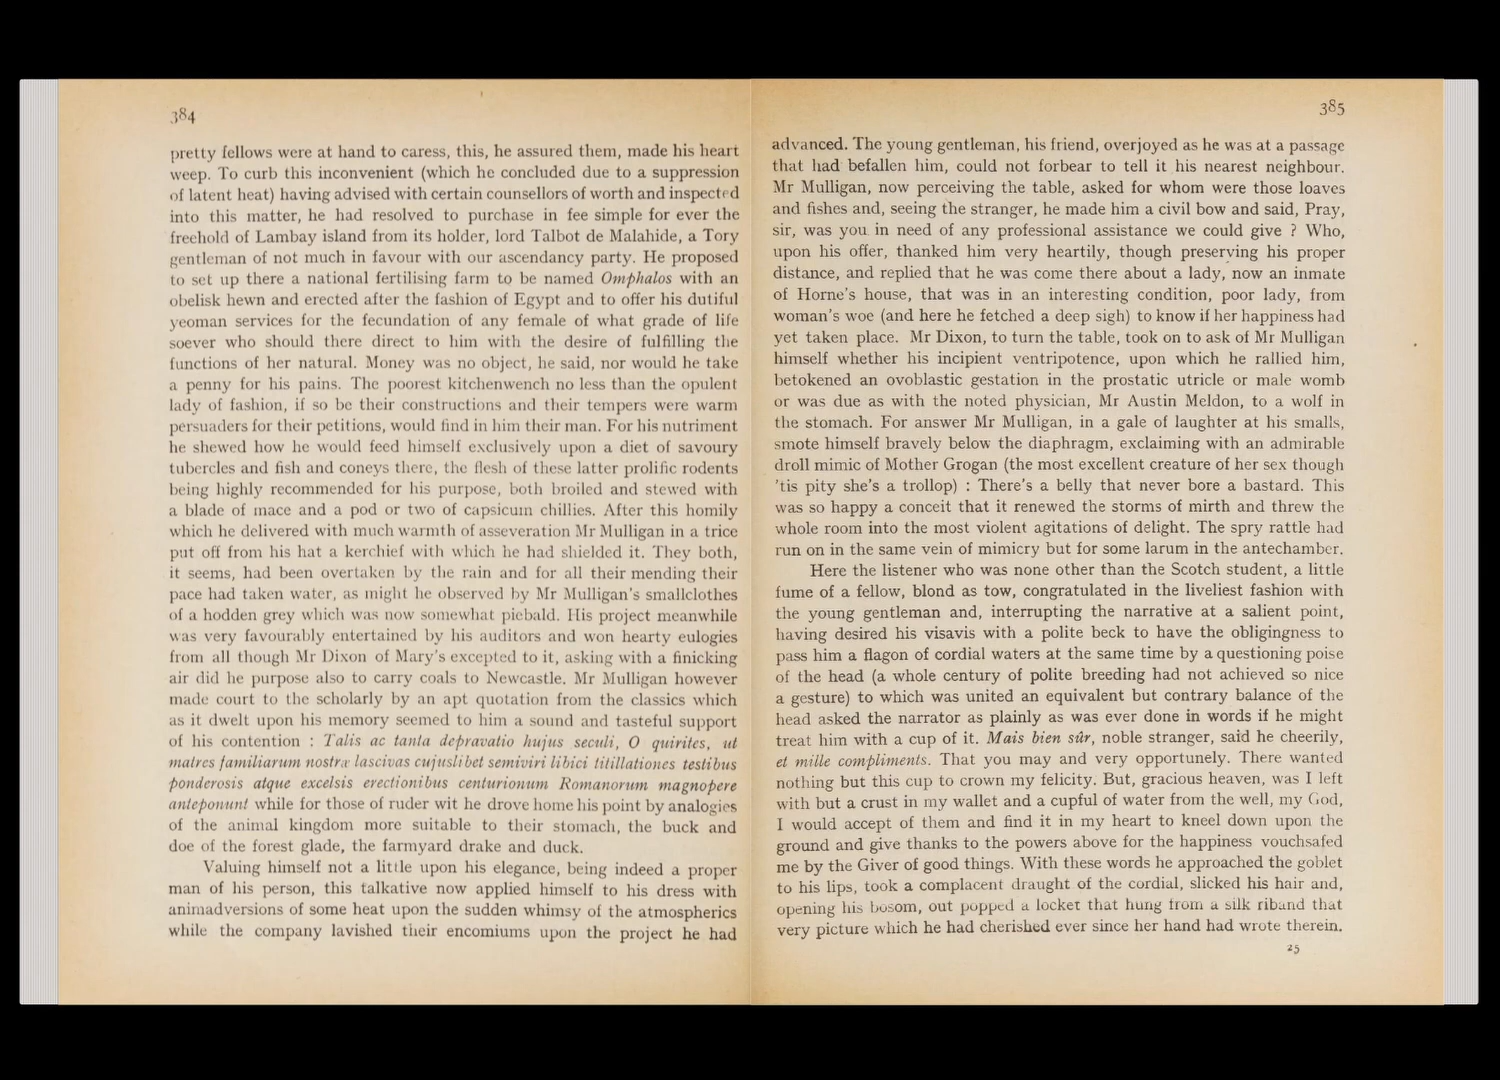 384
pretty fellows were at hand to caress, this, he assured them, made his heart
weep. To curb this inconvenient (which he concluded due to a suppression
of latent heat) having advised with certain counsellors of worth and inspected
into this matter, he had resolved to purchase in fee simple for ever the
freehold of Lambay island from its holder, lord Talbot de Malahide, a Tory
gentleman of not much in favour with our ascendancy party. He proposed
to set up there a national fertilising farm to be named Omphalos with an
obelisk hewn and erected after the fashion of Egypt and to offer his dutiful
yeoman services for the fecundation of any female of what grade of life
soever who should there direct to him with the desire of fulfilling the
functions of her natural. Money was no object, he said, nor would he take
a penny for his pains. The poorest kitchenwench no less than the opulent
lady of fashion, if so be their constructions and their tempers were warm
persuaders for their petitions, would find in him their man. For his nutriment
he shewed how he would feed himself exclusively upon a diet of savoury
tubercles and fish and coneys there, the flesh of these latter prolific rodents
being highly recommended for his purpose, both broiled and stewed with
a blade of mace and a pod or two of capsicum chillies. After this homily
which he delivered with much warmth of asseveration Mr Mulligan in a trice
put off from his hat a kerchief with which he had shielded it. They both,
it seems, had been overtaken by the rain and for all their mending their
pace had taken water, as might be observed by Mr Mulligan's smallclothes
of a hodden grey which was now somewhat piebald. His project meanwhile
was very favourably entertained by his auditors and won hearty eulogies
from all though Mr Dixon of Mary's excepted to it, asking with a finicking
air did he purpose also to carry coals to Newcastle. Mr Mulligan however
made court to the scholarly by an apt quotation from the classics which
as it dwelt upon his memory seemed to him a sound and tasteful support
of his contention : Talis ac tanta depravatio hujus seculi, O quirites, ut
matres familiarum nostræ lascivas cujuslibet semiviri libici titillationes testibus
ponderosis atque excelsis erectionibus centurionum Romanorum magnopere
anteponunt while for those of ruder wit he drove home his point by analogies
of the animal kingdom more suitable to their stomach, the buck and
doe of the forest glade, the farmyard drake and duck.
Valuing himself not a little upon his elegance, being indeed a proper
man of his person, this talkative now applied himself to his dress with
animadversions of some heat upon the sudden whimsy of the atmospherics
while the company lavished their encomiums upon the project he had
385
advanced. The young gentleman, his friend, overjoyed as he was at a passage
that had befallen him, could not forbear to tell it his nearest neighbour.
Mr Mulligan, now perceiving the table, asked for whom were those loaves
and fishes and, seeing the stranger, he made him a civil bow and said, Pray,
sir, was you in need of any professional assistance we could give ? Who,
upon his offer, thanked him very heartily, though preserving his proper
distance, and replied that he was come there about a lady, now an inmate
of Horne's house, that was in an interesting condition, poor lady, from
woman's woe (and here he fetched a deep sigh) to know if her happiness had
yet taken place. Mr Dixon, to turn the table, took on to ask of Mr Mulligan
himself whether his incipient ventripotence, upon which he rallied him,
betokened an ovoblastic gestation in the prostatic utricle or male womb
or was due as with the noted physician, Mr Austin Meldon, to a wolf in
the stomach. For answer Mr Mulligan, in a gale of laughter at his smalls,
smote himself bravely below the diaphragm, exclaiming with an admirable
droll mimic of Mother Grogan (the most excellent creature of her sex though
'tis pity she's a trollop) : There's a belly that never bore a bastard. This
was so happy a conceit that it renewed the storms of mirth and threw the
whole room into the most violent agitations of delight. The spry rattle had
run on in the same vein of mimicry but for some larum in the antechamber.
Here the listener who was none other than the Scotch student, a little
fume of a fellow, blond as tow, congratulated in the liveliest fashion with
the young gentleman and, interrupting the narrative at a salient point,
having desired his visavis with a polite beck to have the obligingness to
pass him a flagon of cordial waters at the same time by a questioning poise
of the head (a whole century of polite breeding had not achieved so nice
a gesture) to which was united an equivalent but contrary balance of the
head asked the narrator as plainly as was ever done in words if he might
treat him with a cup of it. Mais bien sûr, noble stranger, said he cheerily,
et mille compliments. That you may and very opportunely. There wanted
nothing but this cup to crown my felicity. But, gracious heaven, was I left
with but a crust in my wallet and a cupful of water from the well, my God,
I would accept of them and find it in my heart to kneel down upon the
ground and give thanks to the powers above for the happiness vouchsafed
me by the Giver of good things. With these words he approached the goblet
to his lips, took a complacent draught of the cordial, slicked his hair and,
opening his bosom, out popped a locket that hung from a silk riband that
very picture which he had cherished ever since her hand had wrote therein.
25